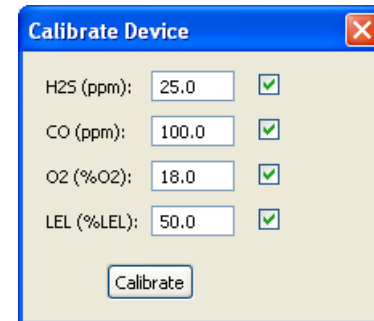 Calibrate Device
H2S (ppm): 25.0
CO (ppm): 100.0
O2 (%O2): 18.0
LEL (%LEL): 50.0
Calibrate